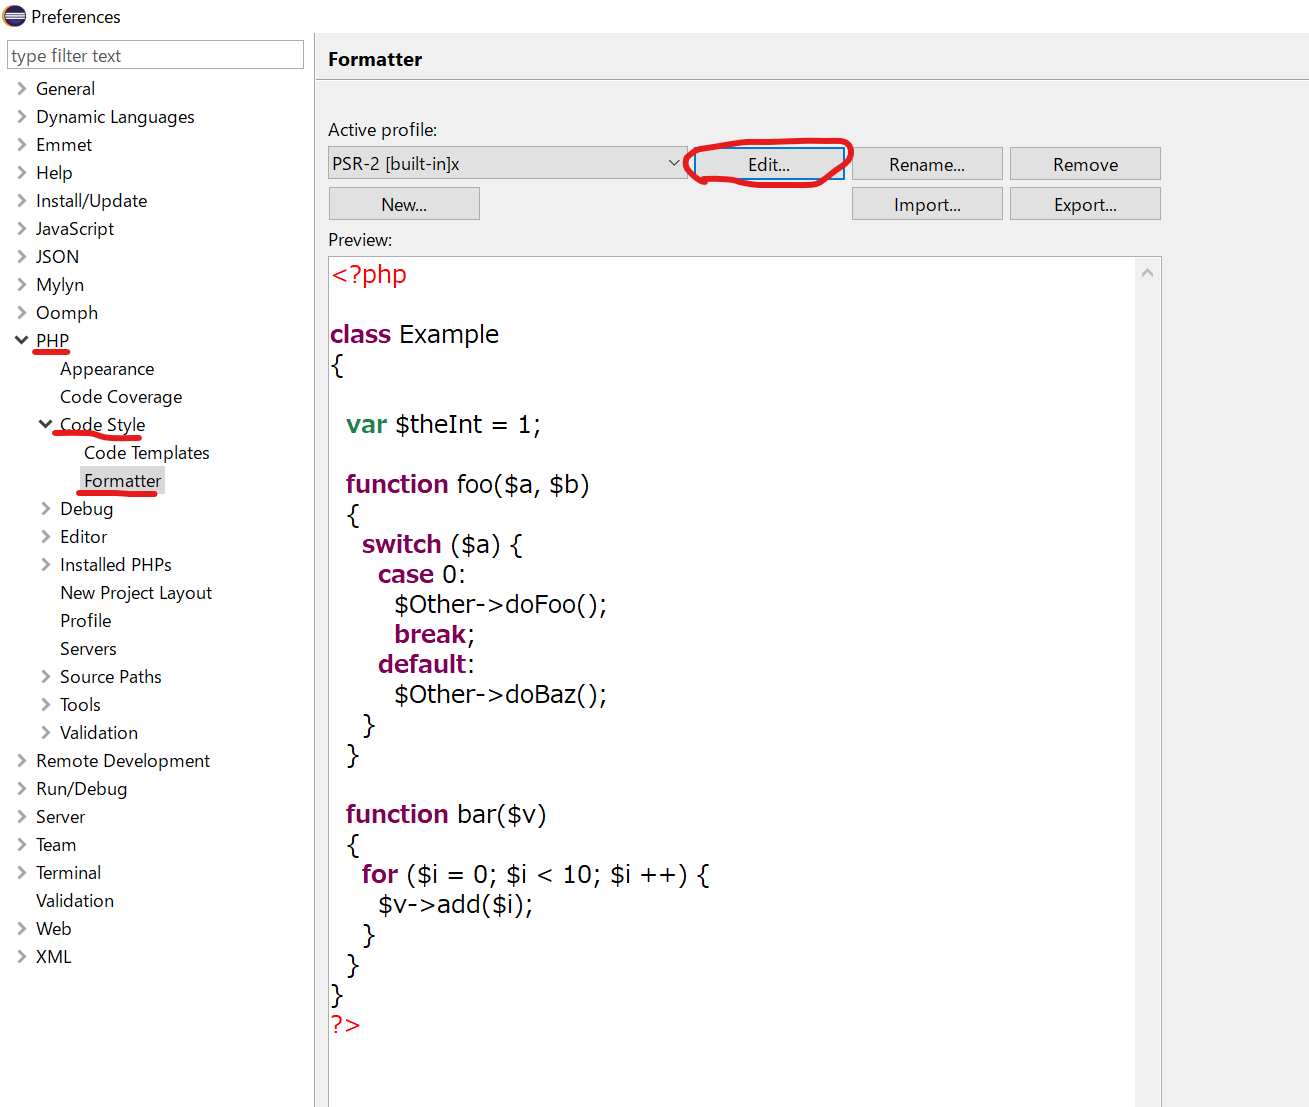 Preferences
type filter text
General
Dynamic Languages
Emmet
Help
Install/Update
JavaScript
JSON
Mylyn
Oomph
PHP
Appearance
Code Coverage
Code Style
Code Templates
Formatter
Debug
Editor
Installed PHPs
New Project Layout
Profile
Servers
Source Paths
Tools
Validation
Remote Development
Run/Debug
Server
Team
Terminal
Validation
Web
XML
Formatter
Active profile:
PSR-2 [built-in]x
Edit... Rename... Remove
New... Import... Export...
Preview:
<?php
class Example
{
var $theInt = 1;
function foo($a, $b)
{
switch ($a) {
case 0:
$Other->doFoo();
break;
default:
$Other->doBaz();
}
}
function bar($v)
{
for ($i = 0; $i < 10; $i ++) {
$v->add($i);
}
}
}
?>